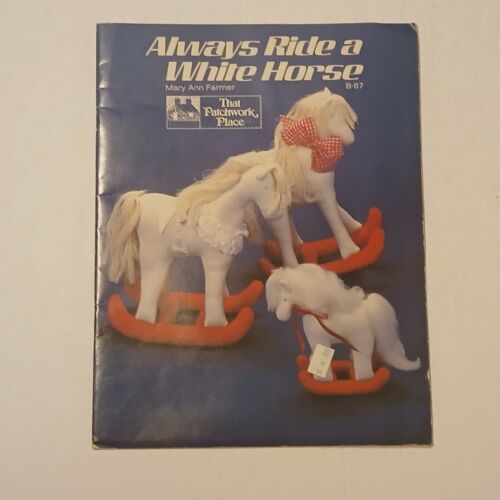 Always Ride a
White Horse
Mary Ann Farmer
B-67
That
Patchwork
Place